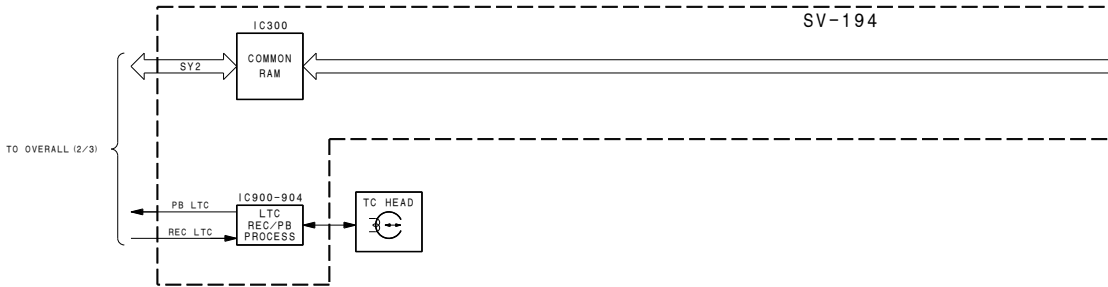 SV-194
IC300
COMMON
RAM
SY2
TO OVERALL (2/3)
IC900-904
PB LTC
LTC
REC/PB
PROCESS
REC LTC
TC HEAD